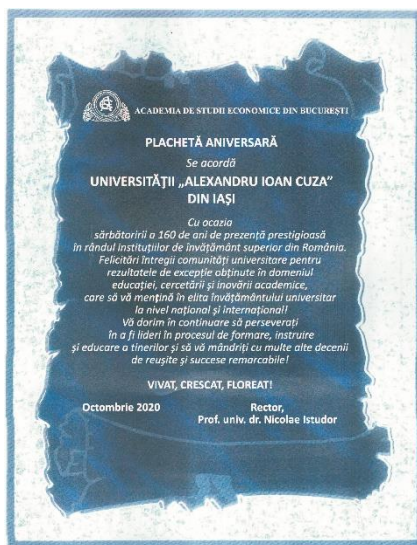 ACADEMIA DE STUDII ECONOMICE DIN BUCUREȘTI
PLACHETĂ ANIVERSARĂ
Se acordă
UNIVERSITĂŢII „ALEXANDRU IOAN CUZA”
DIN IAȘI
Cu ocazia
sărbătoririi a 160 de ani de prezență prestigioasă
în rândul instituțiilor de învățământ superior din România.
Felicitări întregii comunități universitare pentru
rezultatele de excepție obținute în domeniul
educației, cercetării și inovării academice,
care să vă mențină în elita învățământului universitar
la nivel național și internațional!
Vă dorim în continuare să perseverați
în a fi lideri în procesul de formare, instruire
și educare a tinerilor și să vă mândriți cu multe alte decenii
de reușite și succese remarcabile!
VIVAT, CRESCAT, FLOREAT!
Octombrie 2020 Rector,
Prof. univ. dr. Nicolae Istudor